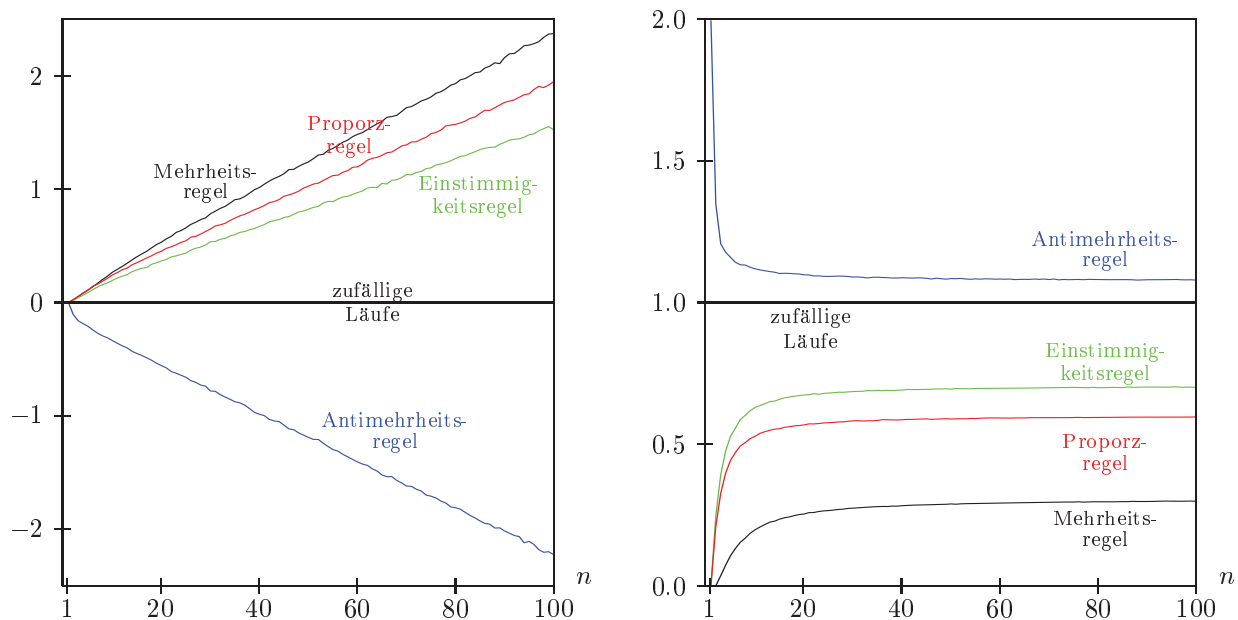 2
1
0
−1
−2
Mehrheits-
regel
Proporz-
regel
Einstimmig-
keitsregel
zufällige
Läufe
Antimehrheits-
regel
1
20
40
60
80
100
n
2.0
1.5
1.0
0.5
0.0
Antimehrheits-
regel
zufällige
Läufe
Einstimmig-
keitsregel
Proporz-
regel
Mehrheits-
regel
1
20
40
60
80
100
n